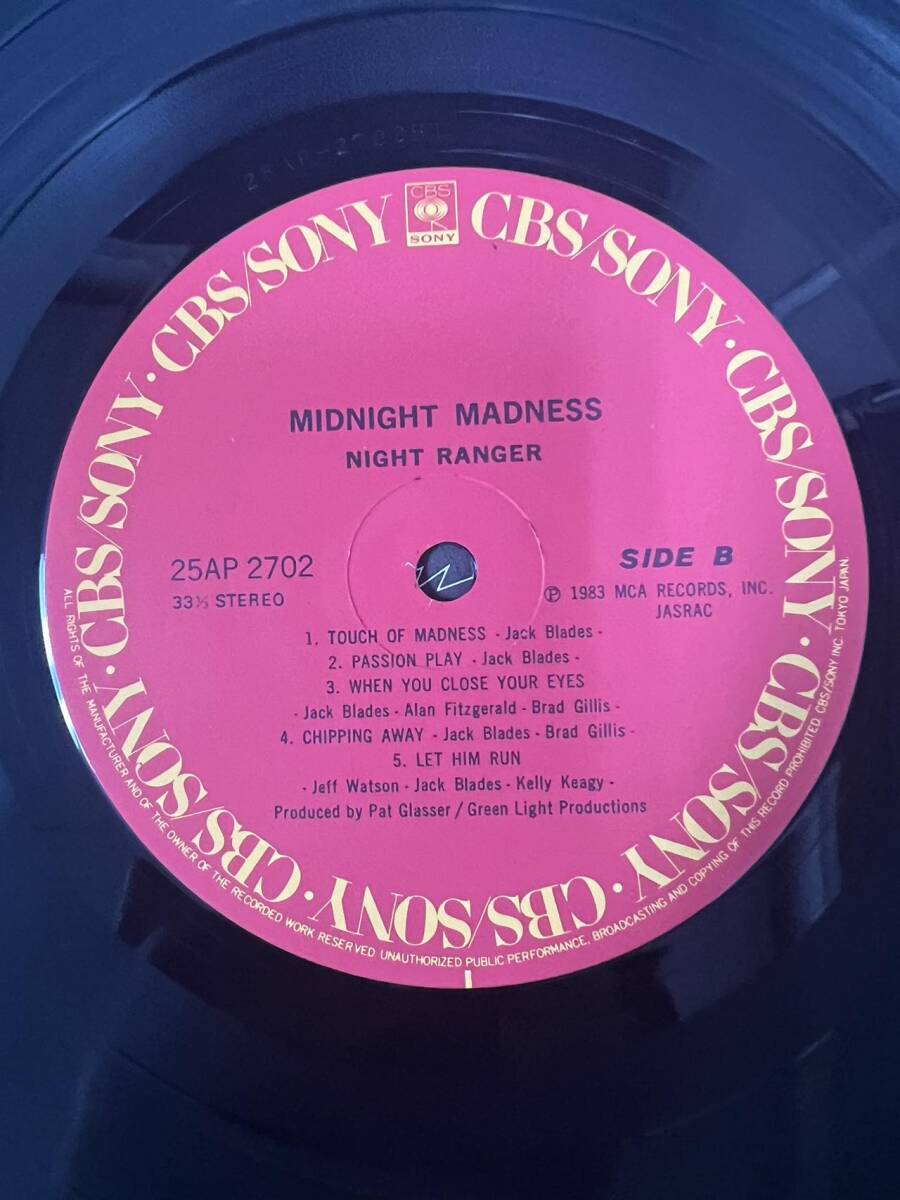 CBS
SONY
CBS/SONY · CBS/SONY · CBS/SONY · CBS/SONY · CBS/SONY · CBS/SONY · CBS/SONY · CBS/SONY · CBS/SONY
MIDNIGHT MADNESS
NIGHT RANGER
25AP 2702
33⅓ STEREO
SIDE B
Ⓟ 1983 MCA RECORDS, INC.
JASRAC
1. TOUCH OF MADNESS - Jack Blades -
2. PASSION PLAY - Jack Blades -
3. WHEN YOU CLOSE YOUR EYES
- Jack Blades - Alan Fitzgerald - Brad Gillis -
4. CHIPPING AWAY - Jack Blades - Brad Gillis -
5. LET HIM RUN
- Jeff Watson - Jack Blades - Kelly Keagy -
Produced by Pat Glasser / Green Light Productions
ALL RIGHTS OF THE MANUFACTURER AND OF THE OWNER OF THE RECORDED WORK RESERVED UNAUTHORIZED PUBLIC PERFORMANCE, BROADCASTING AND COPYING OF THIS RECORD PROHIBITED CBS/SONY INC. TOKYO JAPAN